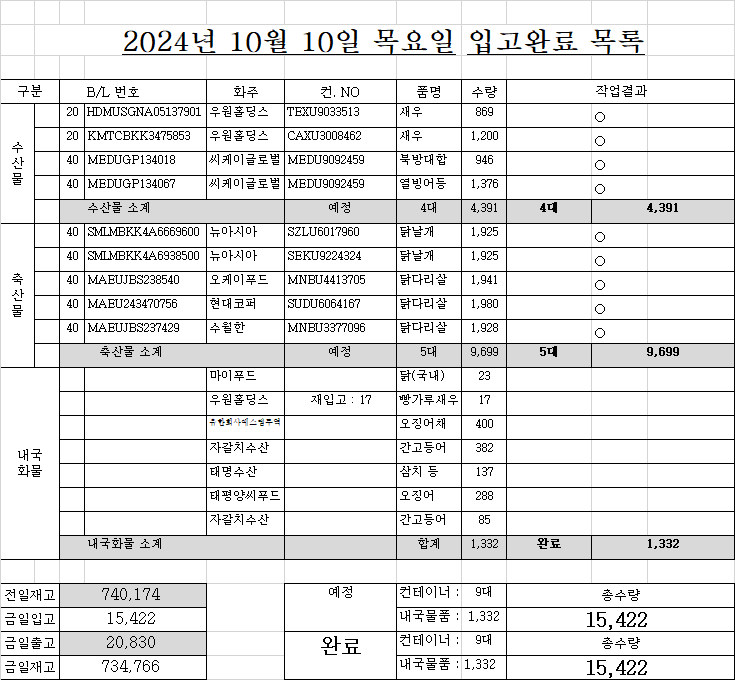 2024년 10월 10일 목요일 입고완료 목록
구분 B/L 번호 화주 컨. NO 품명 수량 작업결과
수산물
20 HDMUSGNA05137901 우원홀딩스 TEXU9033513 새우 869 ○
20 KMTCBKK3475853 우원홀딩스 CAXU3008462 새우 1,200 ○
40 MEDUGP134018 씨케이글로벌 MEDU9092459 북방대합 946 ○
40 MEDUGP134067 씨케이글로벌 MEDU9092459 열빙어등 1,376 ○
수산물 소계 예정 4대 4,391 4대 4,391
축산물
40 SMLMBKK4A6669600 뉴아시아 SZLU6017960 닭날개 1,925 ○
40 SMLMBKK4A6938500 뉴아시아 SEKU9224324 닭날개 1,925 ○
40 MAEUJBS238540 오케이푸드 MNBU4413705 닭다리살 1,941 ○
40 MAEU243470756 현대코퍼 SUDU6064167 닭다리살 1,980 ○
40 MAEUJBS237429 수월한 MNBU3377096 닭다리살 1,928 ○
축산물 소계 예정 5대 9,699 5대 9,699
내국화물
마이푸드 닭(국내) 23
우원홀딩스 재입고 : 17 빵가루새우 17
오징어채 400
자갈치수산 간고등어 382
태명수산 삼치 등 137
태평양씨푸드 오징어 288
자갈치수산 간고등어 85
내국화물 소계 합계 1,332 완료 1,332
전일재고 740,174 예정 컨테이너 : 9대 총수량
금일입고 15,422 내국물품 : 1,332 15,422
금일출고 20,830 완료 컨테이너 : 9대 총수량
금일재고 734,766 내국물품 : 1,332 15,422